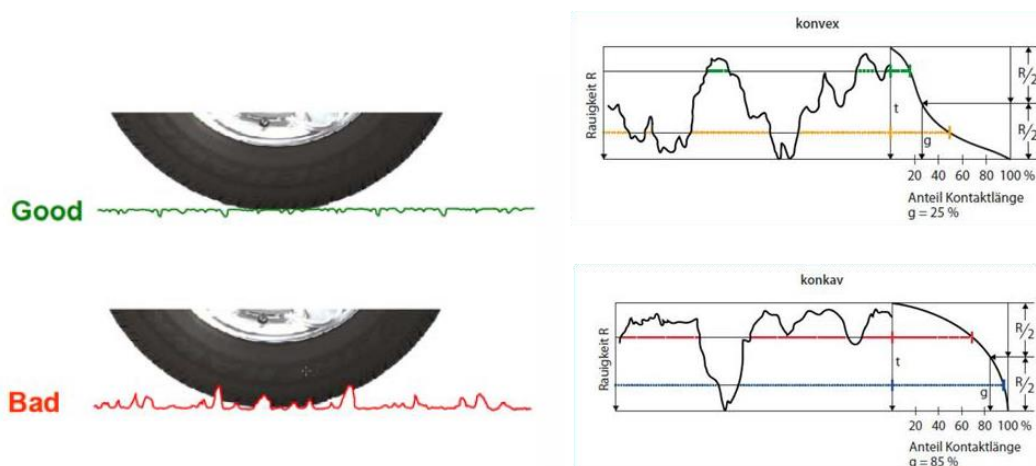 Good
Bad
konvex
Rauigkeit R
t
g
R/2
R/2
20 40 60 80 100 %
Anteil Kontaktlänge
g = 25 %
konkav
Rauigkeit R
t
g
R/2
R/2
20 40 60 80 100 %
Anteil Kontaktlänge
g = 85 %